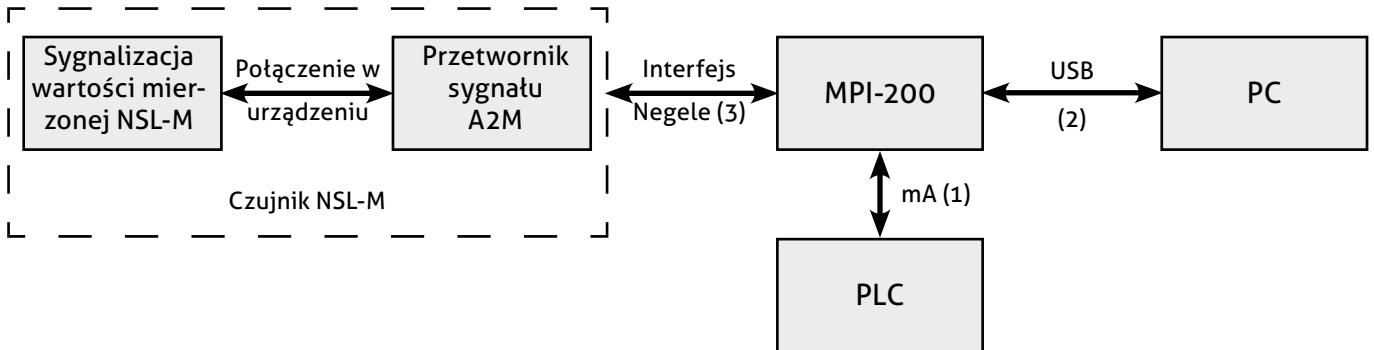 Sygnalizacja
wartości mier-
zonej NSL-M
Połączenie w
urządzeniu
Przetwornik
sygnału
A2M
Czujnik NSL-M
Interfejs
Negele (3)
MPI-200
USB
(2)
PC
mA (1)
PLC